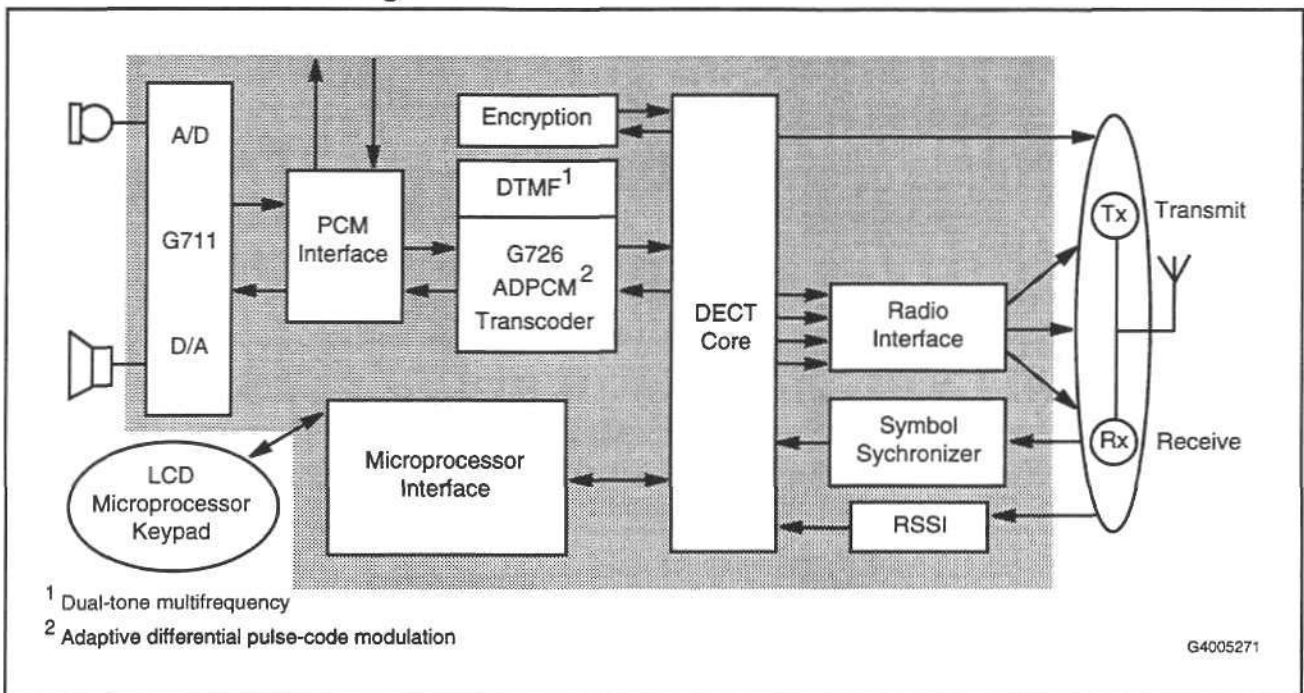 A/D
G711
D/A
PCM
Interface
Encryption
DTMF1
G726
ADPCM2
Transcoder
DECT
Core
Radio
Interface
Tx
Transmit
Symbol
Sychronizer
Rx
Receive
RSSI
Microprocessor
Interface
LCD
Microprocessor
Keypad
1 Dual-tone multifrequency
2 Adaptive differential pulse-code modulation
G4005271